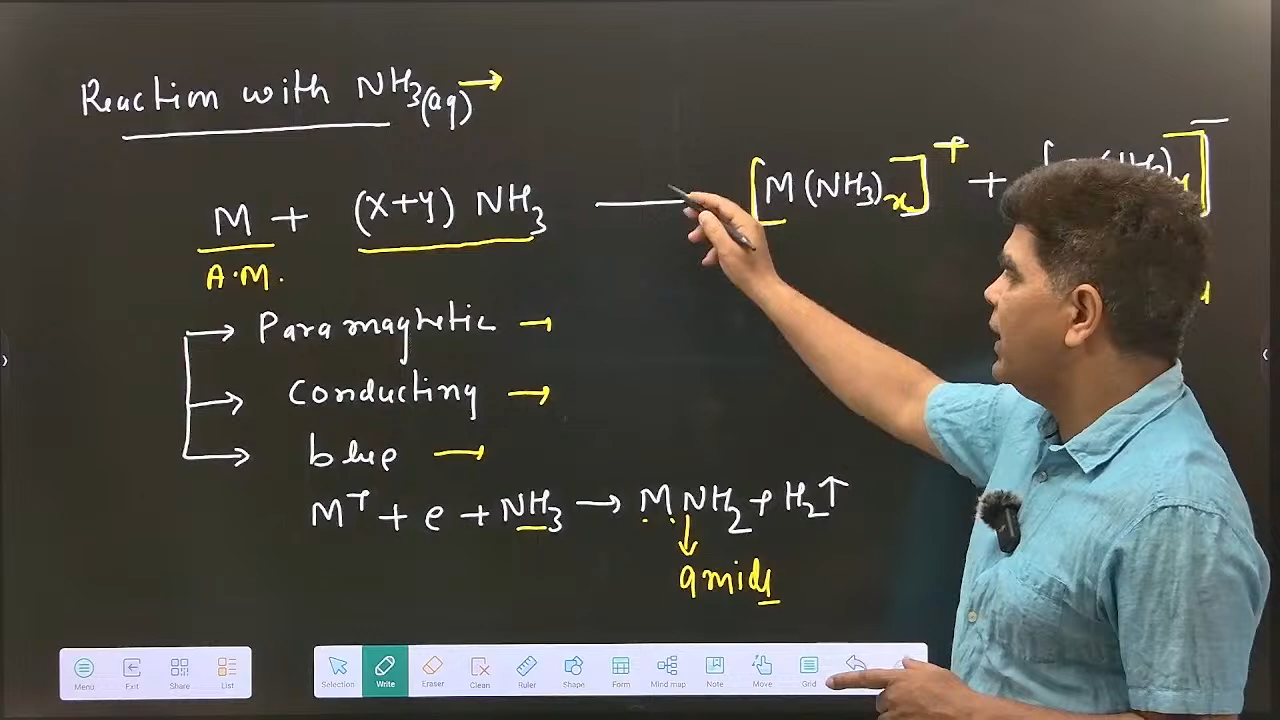 Reaction with NH3(aq) →
M + (x+y) NH3 —— [M(NH3)x]+ +
A.M.
→ Paramagnetic →
→ Conducting →
→ blue →
M+ + e + NH3 → MNH2 + H2↑
amide
Menu Exit Share List Selection Write Eraser Clean Ruler Shape Form Mind map Note Move Grid